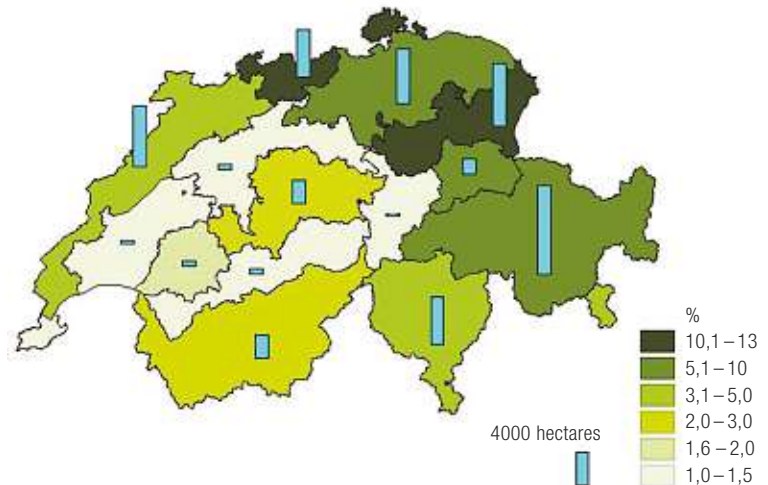 %
10,1 – 13
5,1 – 10
3,1 – 5,0
2,0 – 3,0
1,6 – 2,0
1,0 – 1,5
4000 hectares